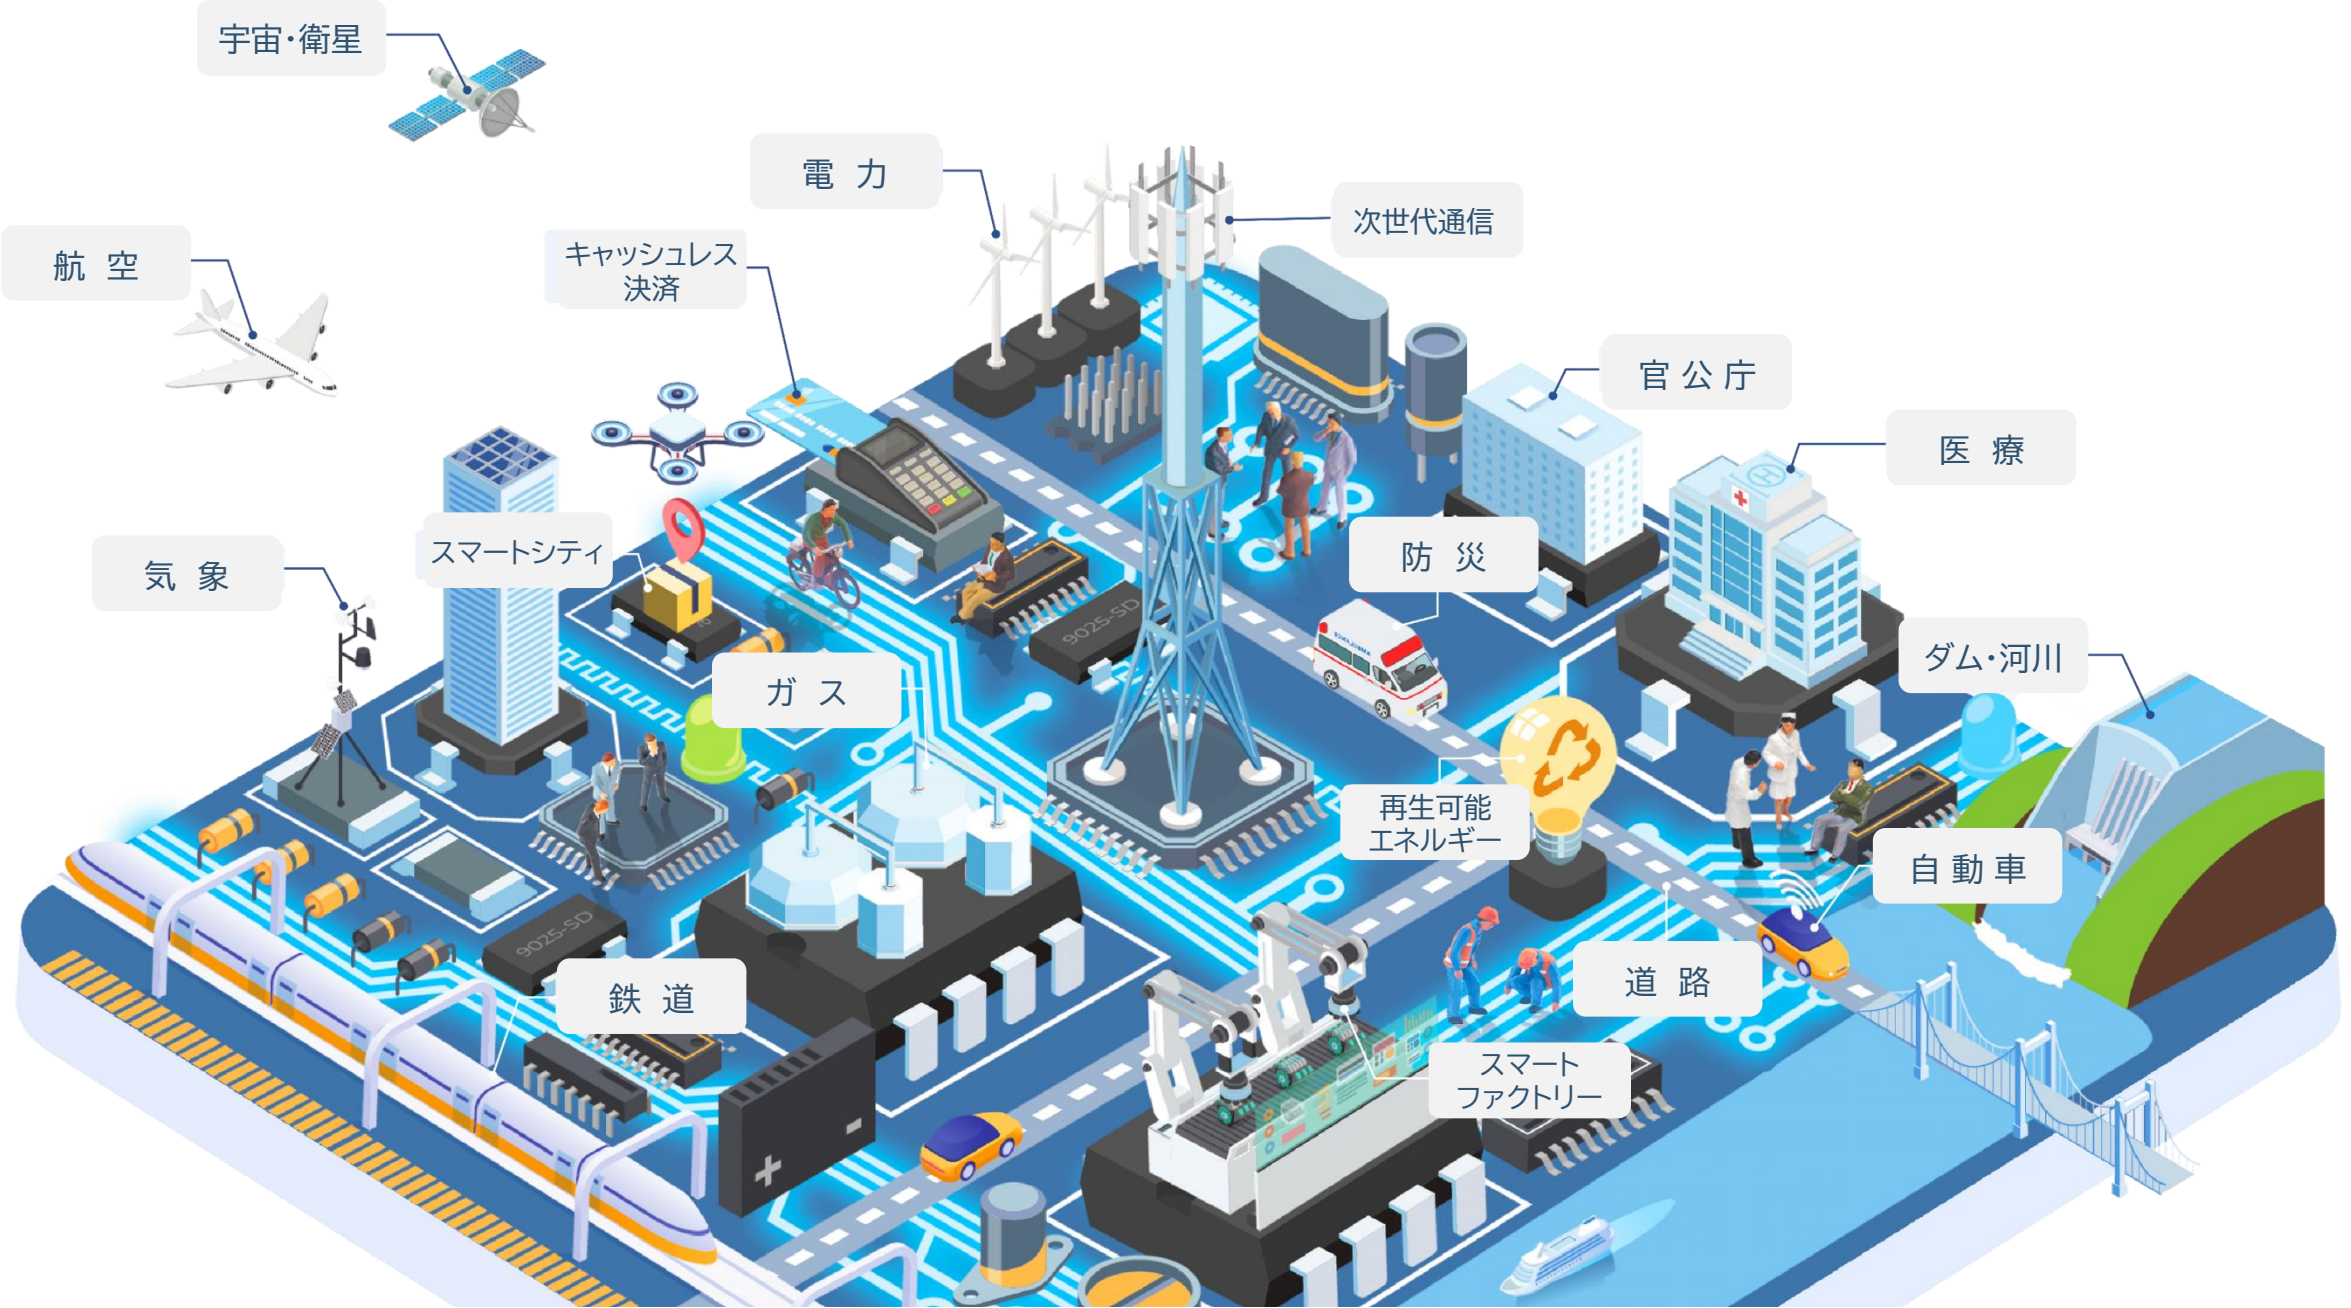 宇宙・衛星
電 力
次世代通信
キャッシュレス
決済
航 空
官 公 庁
医 療
スマートシティ
防 災
気 象
9025-SD
ダム・河川
ガ ス
再生可能
エネルギー
自 動 車
9025-SD
道 路
鉄 道
スマート
ファクトリー